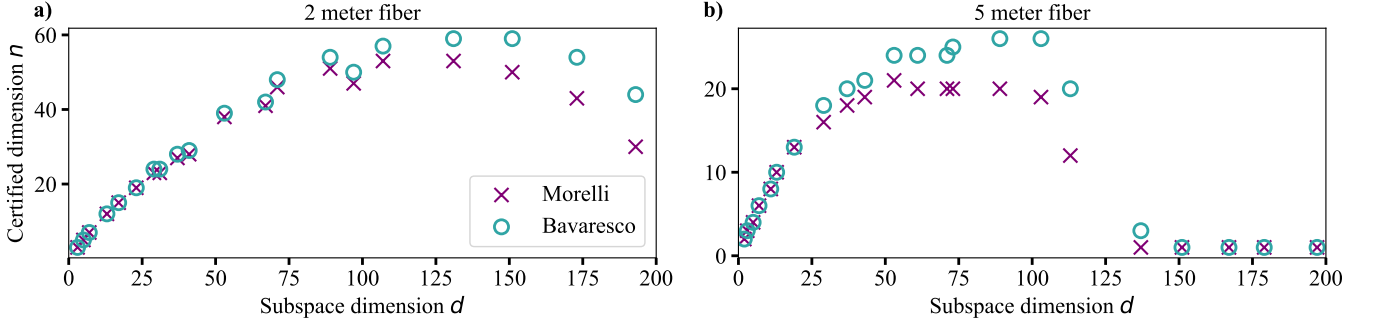 a) 2 meter fiber
Certified dimension n
60
40
20
0 25 50 75 100 125 150 175 200
Subspace dimension d
Morelli
Bavaresco
b) 5 meter fiber
20
10
0
0 25 50 75 100 125 150 175 200
Subspace dimension d